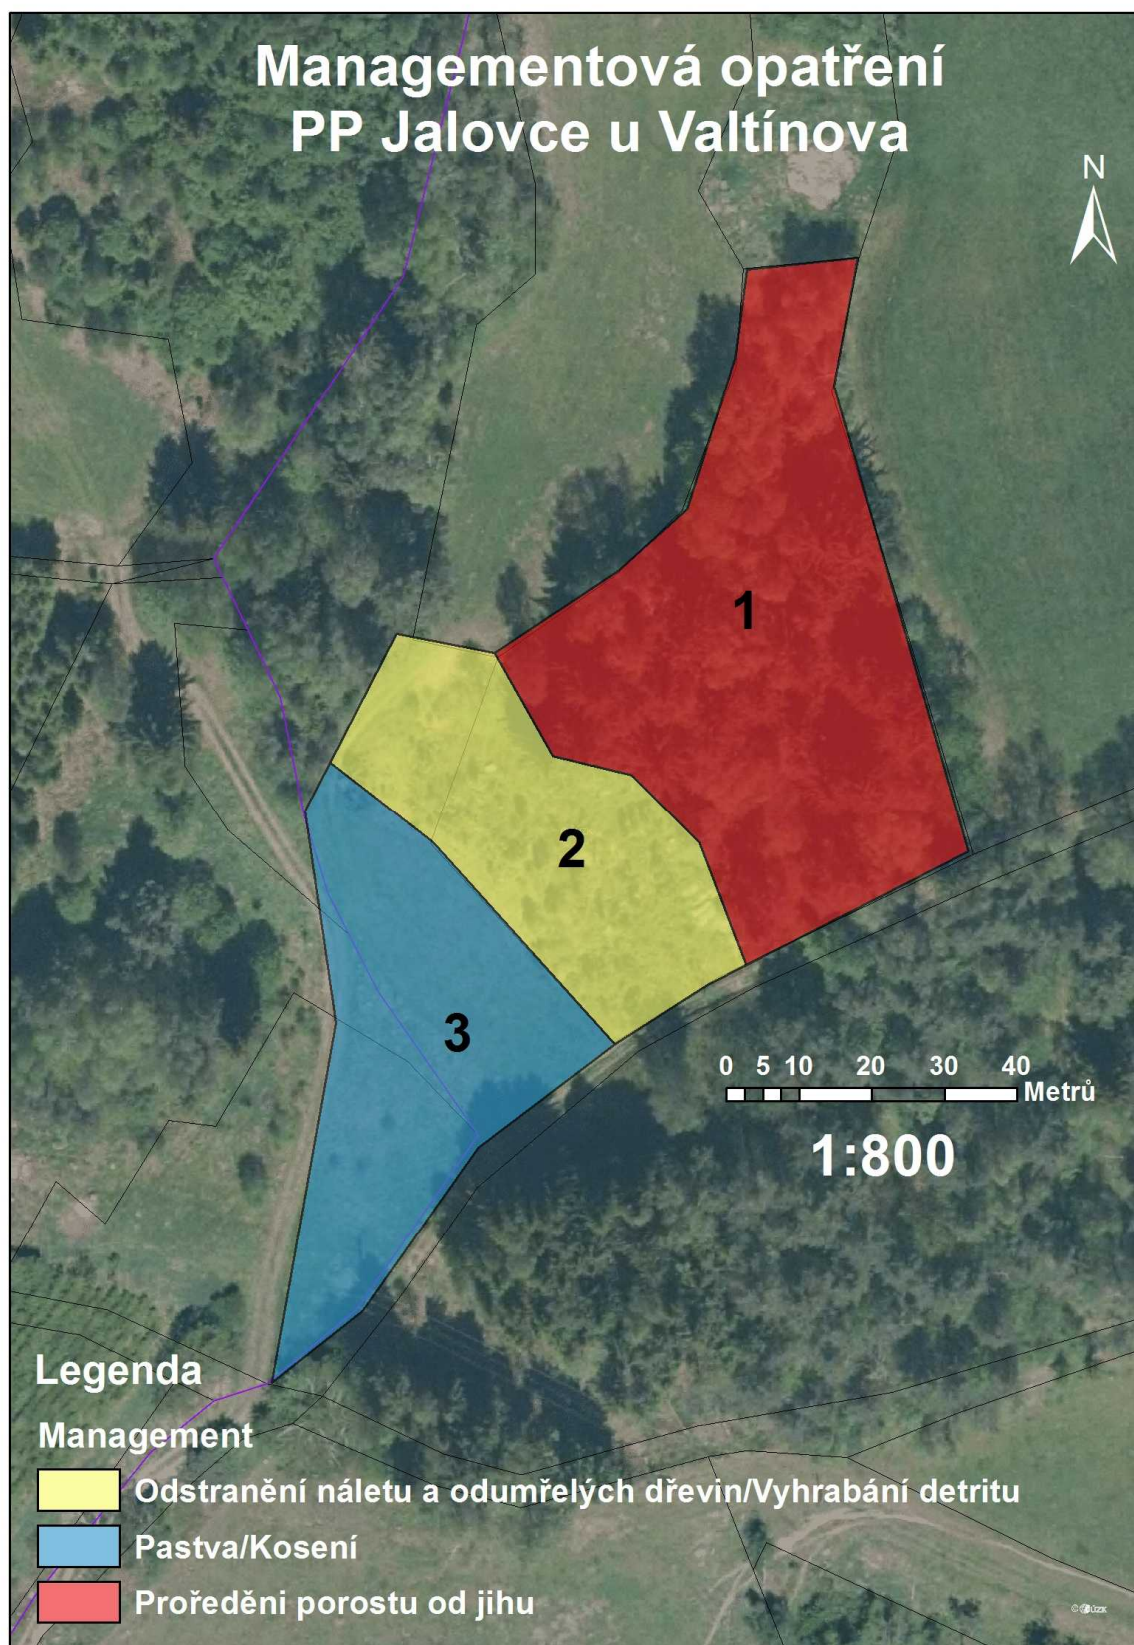 Managementová opatření
PP Jalovce u Valtínova
N
1
2
3
0 5 10 20 30 40
Metrů
1:800
Legenda
Management
Odstranění náletu a odumřelých dřevin/Vyhrabání detritu
Pastva/Kosení
Proředěni porostu od jihu
© ČÚZK